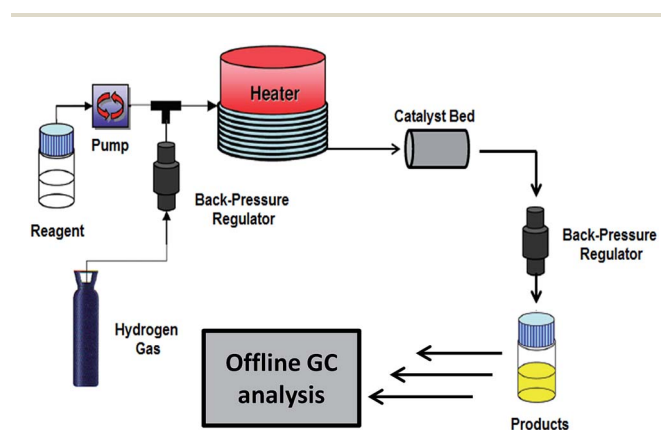 Heater
Catalyst Bed
Pump
Back-Pressure
Regulator
Reagent
Back-Pressure
Regulator
Hydrogen
Gas
Offline GC
analysis
Products